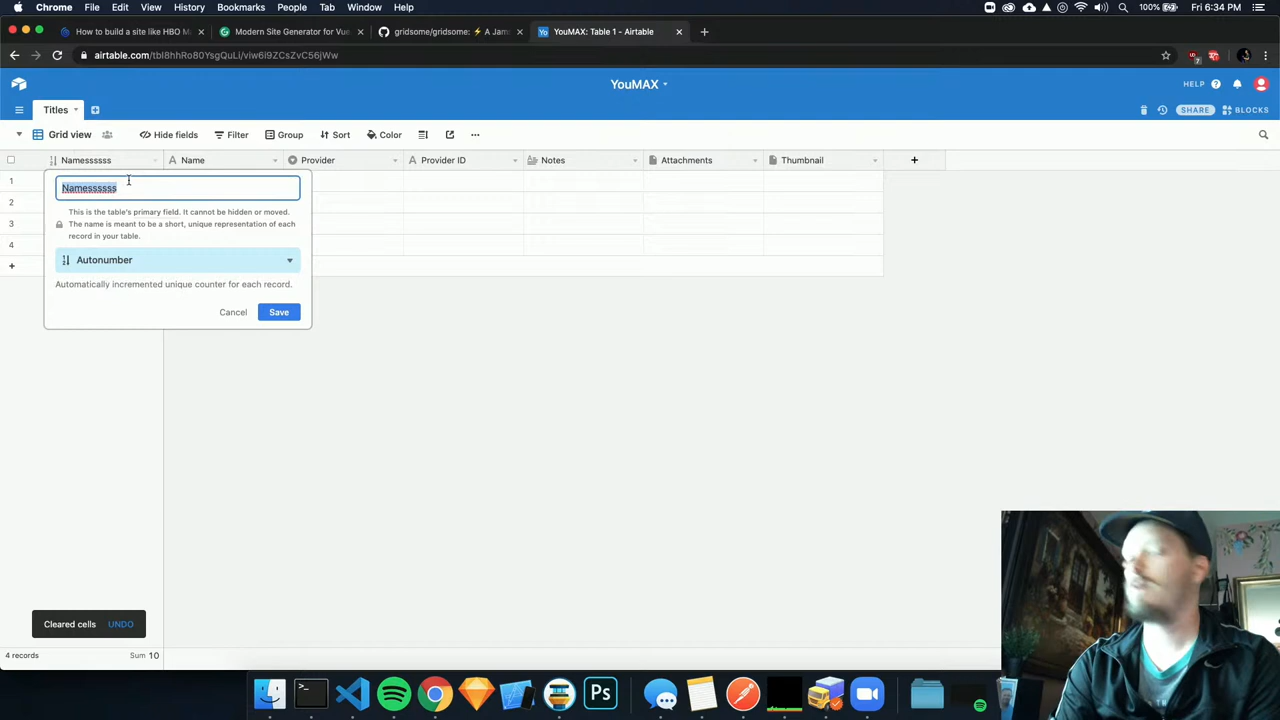 Chrome File Edit View History Bookmarks People Tab Window Help 100% Fri 6:34 PM
How to build a site like HBO Ma Modern Site Generator for Vue gridsome/gridsome: ⚡ A Jam YouMAX: Table 1 - Airtable
airtable.com/tbl8hhRo80YsgQuLi/viw6i9ZCsZvC56jWw
YouMAX HELP
Titles SHARE BLOCKS
Grid view Hide fields Filter Group Sort Color
Namessssss Name Provider Provider ID Notes Attachments Thumbnail
1
Namessssss
2
This is the table's primary field. It cannot be hidden or moved.
3 The name is meant to be a short, unique representation of each
record in your table.
4
Autonumber
Automatically incremented unique counter for each record.
Cancel Save
Cleared cells UNDO
4 records Sum 10
Ps